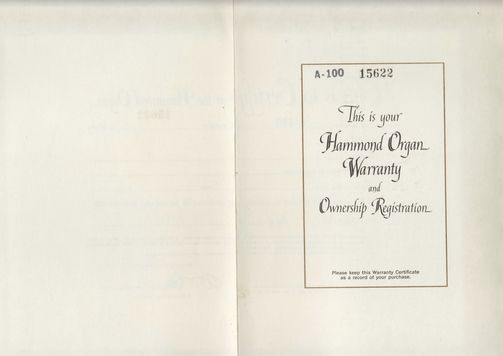 A-100 15622
This is your
Hammond Organ
Warranty
and
Ownership Registration
Please keep this Warranty Certificate
as a record of your purchase.